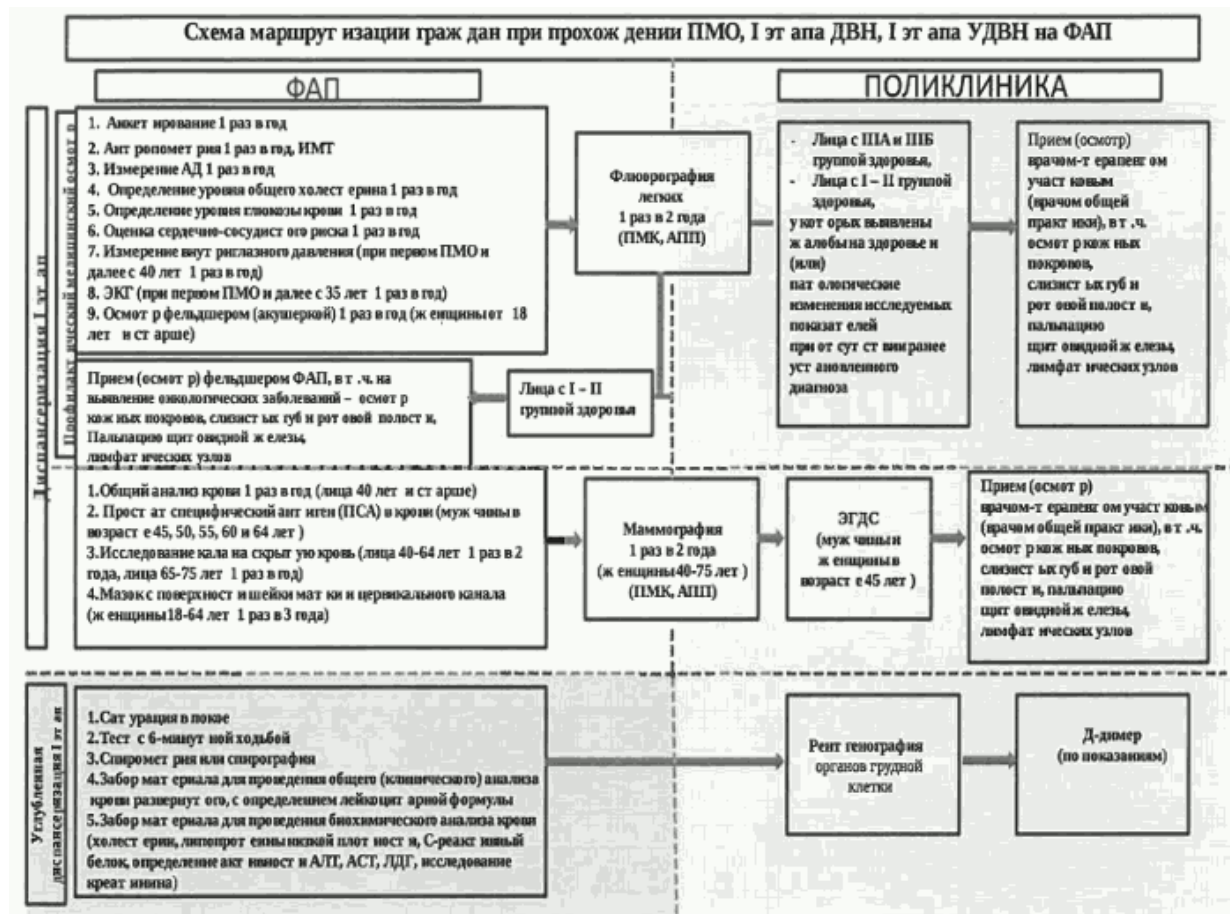 Схема маршрут изации граж дан при прохож дении ПМО, I эт апа ДВН, I эт апа УДВН на ФАП
ФАП
ПОЛИКЛИНИКА
Диспансеризация I эт ап
Профилакт ический медицинский осмот р
1. Анкет ирование 1 раз в год
2. Ант ропомет рия 1 раз в год, ИМТ
3. Измерение АД 1 раз в год
4. Определение уровня общего холест ерина 1 раз в год
5. Определение уровня глюкозы крови 1 раз в год
6. Оценка сердечно-сосудист ого риска 1 раз в год
7. Измерение внут риглазного давления (при первом ПМО и
далее с 40 лет 1 раз в год)
8. ЭКГ (при первом ПМО и далее с 35 лет 1 раз в год)
9. Осмот р фельдшером (акушеркой) 1 раз в год (ж енщины от 18
лет и ст арше)
Флюорография
легких
1 раз в 2 года
(ПМК, АПП)
- Лица с IIIА и IIIБ
группой здоровья,
- Лица с I – II группой
здоровья,
у кот орых выявлены
ж алобы на здоровье и
(или)
пат ологические
изменения исследуемых
показат елей
при от сут ст вии ранее
уст ановленного
диагноза
Прием (осмотр)
врачом-т ерапевт ом
участ ковым
(врачом общей
практ ики), в т .ч.
осмот р кож ных
покровов,
слизист ых губ и
рот овой полост и,
пальпацию
щит овидной ж елезы,
лимфат ических узлов
Прием (осмот р) фельдшером ФАП, в т .ч. на
выявление онкологических заболеваний – осмот р
кож ных покровов, слизист ых губ и рот овой полост и,
Пальпацию щит овидной ж елезы,
лимфат ических узлов
Лица с I – II
группой здоровья
1.Общий анализ крови 1 раз в год (лица 40 лет и ст арше)
2. Прост ат специфический ант иген (ПСА) в крови (муж чины в
возраст е 45, 50, 55, 60 и 64 лет )
3.Исследование кала на скрыт ую кровь (лица 40-64 лет 1 раз в 2
года, лица 65-75 лет 1 раз в год)
4.Мазок с поверхност и шейки мат ки и цервикального канала
(ж енщины 18-64 лет 1 раз в 3 года)
Маммография
1 раз в 2 года
(ж енщины 40-75 лет )
(ПМК, АПП)
ЭГДС
(муж чины и
ж енщины в
возраст е 45 лет )
Прием (осмот р)
врачом-т ерапевт ом участ ковым
(врачом общей практ ики), в т .ч.
осмот р кож ных покровов,
слизист ых губ и рот овой
полост и, пальпацию
щит овидной ж елезы,
лимфат ических узлов
Углубленная
диспансеризация I эт ап
1.Сат урация в покое
2.Тест с 6-минут ной ходьбой
3.Спиромет рия или спирография
4.Забор мат ериала для проведения общего (клинического) анализа
крови развернут ого, с определением лейкоцит арной формулы
5.Забор мат ериала для проведения биохимического анализа крови
(холест ерин, липопрот еины низкой плот ност и, С-реакт ивный
белок, определение акт ивност и АЛТ, АСТ, ЛДГ, исследование
креат инина)
Рент генография
органов грудной
клетки
Д-димер
(по показаниям)